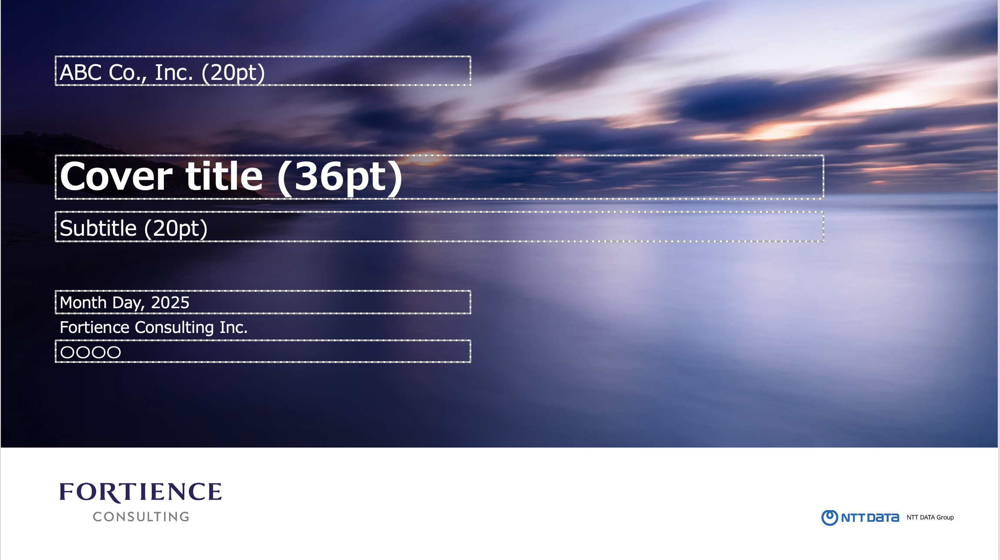 ABC Co., Inc. (20pt)
Cover title (36pt)
Subtitle (20pt)
Month Day, 2025
Fortience Consulting Inc.
○○○○
FORTIENCE
CONSULTING
NTT DATA NTT DATA Group